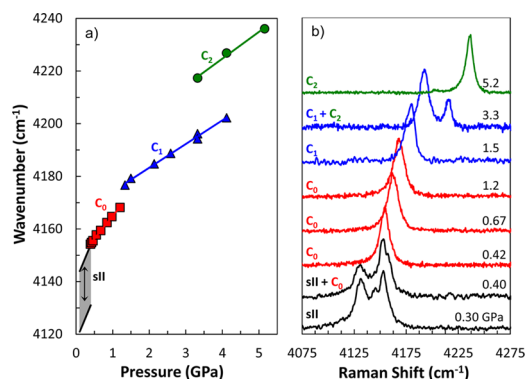 a)
4240
4220
4200
4180
4160
4140
4120
Wavenumber (cm-1)
C2
C1
C0
sII
0 1 2 3 4 5 6
Pressure (GPa)
b)
C2 5.2
C1 + C2 3.3
C1 1.5
C0 1.2
C0 0.67
C0 0.42
sII + C0 0.40
sII 0.30 GPa
4075 4125 4175 4225 4275
Raman Shift (cm-1)